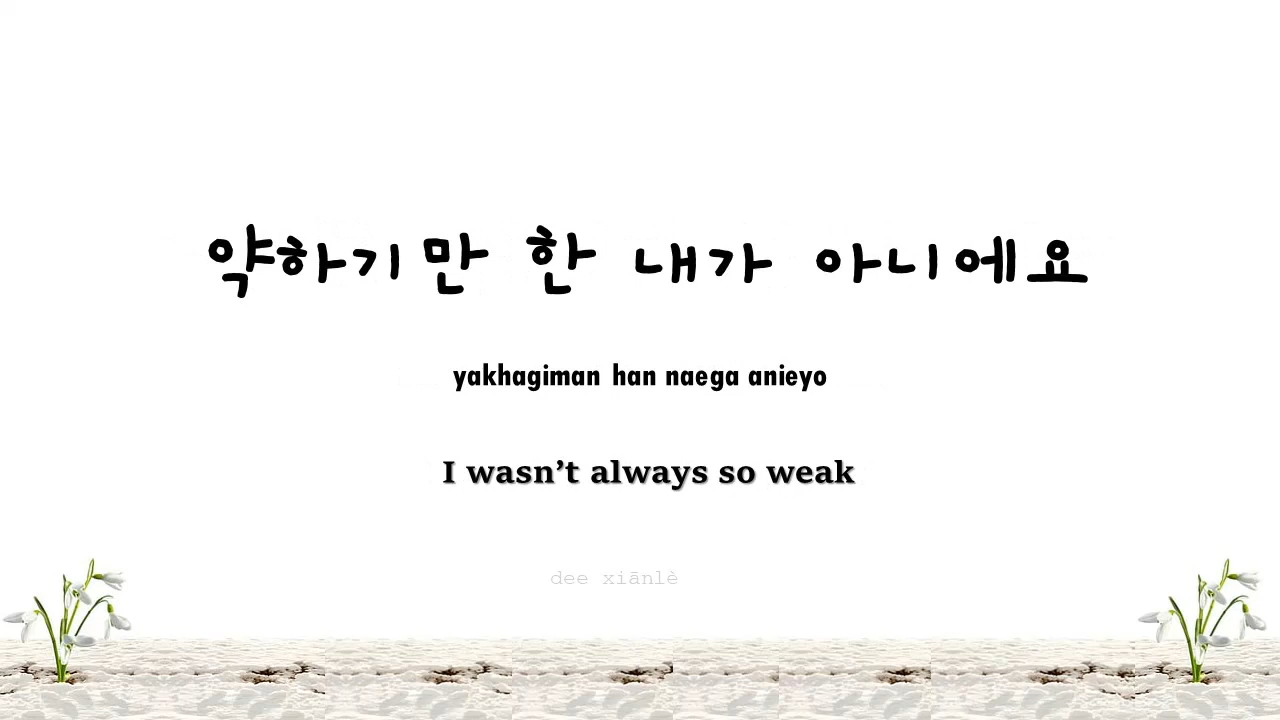 약하기만 한 내가 아니에요
yakhagiman han naega anieyo
I wasn’t always so weak
dee xiānlè